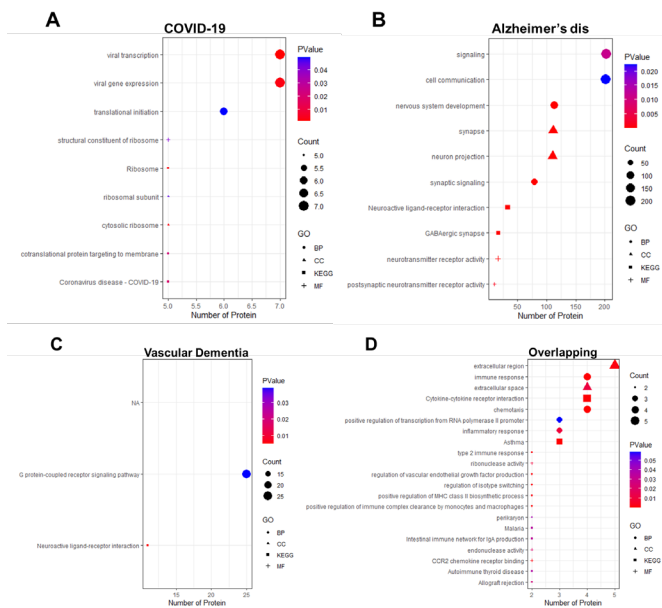 A
COVID-19
viral transcription
viral gene expression
translational initiation
structural constituent of ribosome
Ribosome
ribosomal subunit
cytosolic ribosome
cotranslational protein targeting to membrane
Coronavirus disease - COVID-19
5.0 5.5 6.0 6.5 7.0
Number of Protein
PValue
0.04
0.03
0.02
0.01
Count
5.0
5.5
6.0
6.5
7.0
GO
BP
CC
KEGG
MF
B
Alzheimer's dis
signaling
cell communication
nervous system development
synapse
neuron projection
synaptic signaling
Neuroactive ligand-receptor interaction
GABAergic synapse
neurotransmitter receptor activity
postsynaptic neurotransmitter receptor activity
50 100 150 200
Number of Protein
PValue
0.020
0.015
0.010
0.005
Count
50
100
150
200
GO
BP
CC
KEGG
MF
C
Vascular Dementia
NA
G protein-coupled receptor signaling pathway
Neuroactive ligand-receptor interaction
15 20 25
Number of Protein
PValue
0.03
0.02
0.01
Count
15
20
25
GO
BP
CC
KEGG
MF
D
Overlapping
extracellular region
immune response
extracellular space
Cytokine-cytokine receptor interaction
chemotaxis
positive regulation of transcription from RNA polymerase II promoter
inflammatory response
Asthma
type 2 immune response
ribonuclease activity
regulation of vascular endothelial growth factor production
regulation of isotype switching
positive regulation of MHC class II biosynthetic process
positive regulation of immune complex clearance by monocytes and macrophages
perikaryon
Malaria
Intestinal immune network for IgA production
endonuclease activity
CCR2 chemokine receptor binding
Autoimmune thyroid disease
Allograft rejection
2 3 4 5
Number of Protein
Count
2
3
4
5
PValue
0.05
0.04
0.03
0.02
0.01
GO
BP
CC
KEGG
MF